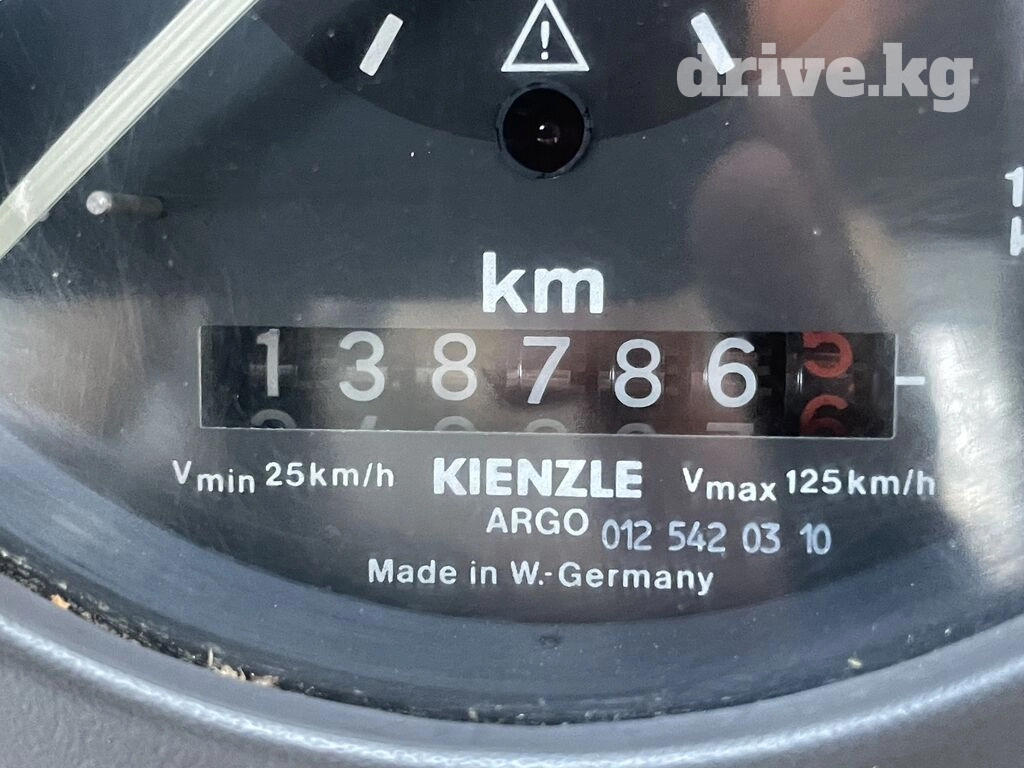 drive.kg
km
1387865
Vmin 25km/h KIENZLE Vmax 125km/h
ARGO 012 542 03 10
Made in W.-Germany